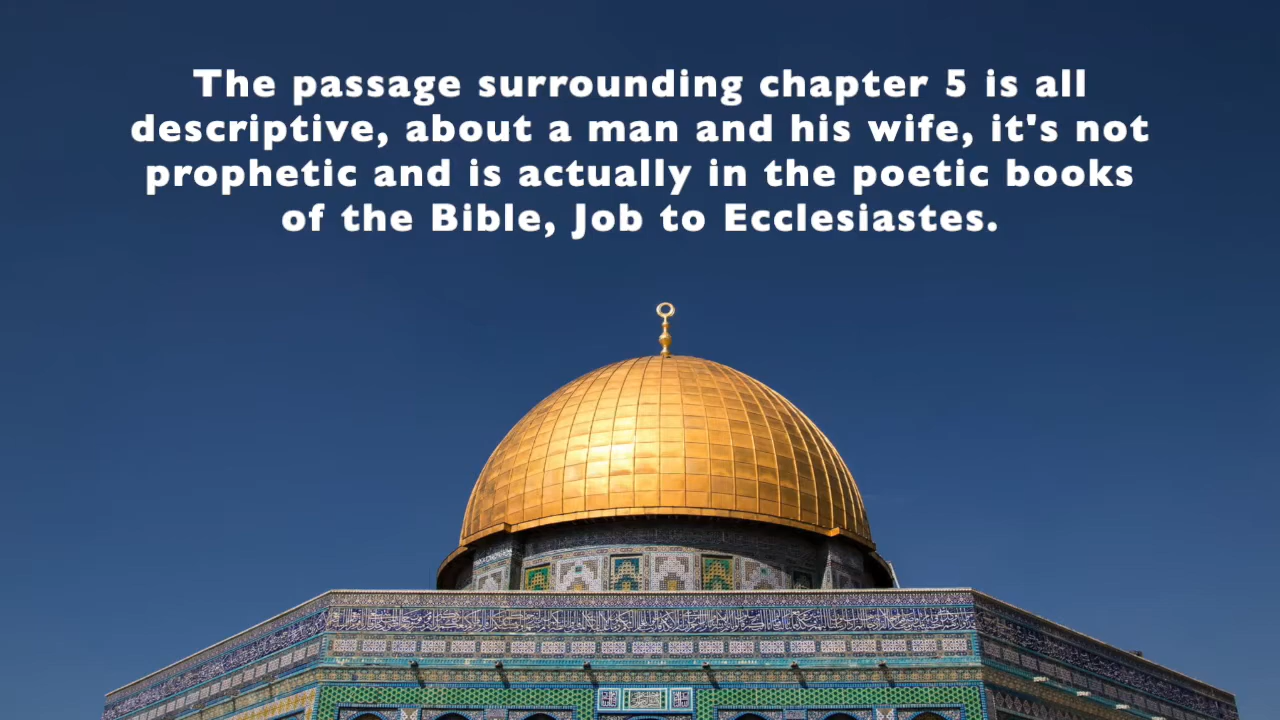 The passage surrounding chapter 5 is all
descriptive, about a man and his wife, it's not
prophetic and is actually in the poetic books
of the Bible, Job to Ecclesiastes.